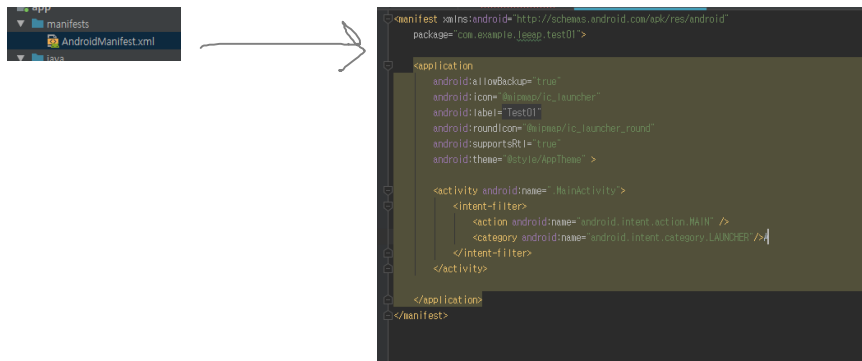 app
manifests
AndroidManifest.xml
java
<manifest xmlns:android="http://schemas.android.com/apk/res/android"
package="com.example.leeap.test01">
<application
android:allowBackup="true"
android:icon="@mipmap/ic_launcher"
android:label="Test01"
android:roundIcon="@mipmap/ic_launcher_round"
android:supportsRtl="true"
android:theme="@style/AppTheme" >
<activity android:name=".MainActivity">
<intent-filter>
<action android:name="android.intent.action.MAIN" />
<category android:name="android.intent.category.LAUNCHER"/>
</intent-filter>
</activity>
</application>
</manifest>